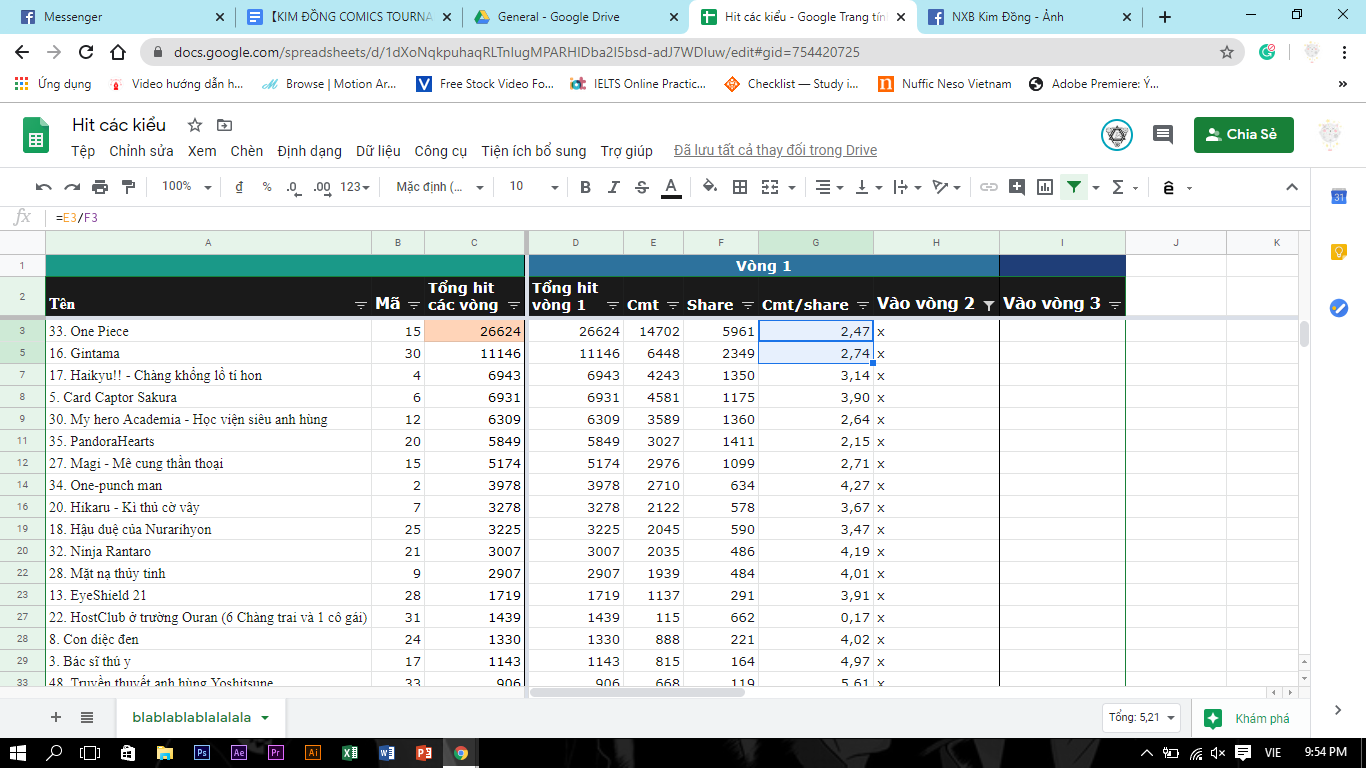 Messenger
【KIM ĐỒNG COMICS TOURNA
General - Google Drive
Hit các kiểu - Google Trang tính
NXB Kim Đồng - Ảnh
docs.google.com/spreadsheets/d/1dXoNqkpuhaqRLTnlugMPARHIDba2I5bsd-adJ7WDluw/edit#gid=754420725
Ứng dụng
Video hướng dẫn h...
Browse | Motion Ar...
Free Stock Video Fo...
IELTS Online Practic...
Checklist — Study i...
Nuffic Neso Vietnam
Adobe Premiere: Ý...
»
Hit các kiểu
Tệp Chỉnh sửa Xem Chèn Định dạng Dữ liệu Công cụ Tiện ích bổ sung Trợ giúp Đã lưu tất cả thay đổi trong Drive
Chia Sẻ
100% đ % .0 .00 123 Mặc định (... 10 B I S A Σ ê
fx =E3/F3
A B C D E F G H I J K
1 Vòng 1
2 Tên Mã Tổng hit các vòng Tổng hit vòng 1 Cmt Share Cmt/share Vào vòng 2 Vào vòng 3
3 33. One Piece 15 26624 26624 14702 5961 2,47 x
5 16. Gintama 30 11146 11146 6448 2349 2,74 x
7 17. Haikyu!! - Chàng khổng lồ tí hon 4 6943 6943 4243 1350 3,14 x
8 5. Card Captor Sakura 6 6931 6931 4581 1175 3,90 x
9 30. My hero Academia - Học viện siêu anh hùng 12 6309 6309 3589 1360 2,64 x
11 35. PandoraHearts 20 5849 5849 3027 1411 2,15 x
12 27. Magi - Mê cung thần thoại 15 5174 5174 2976 1099 2,71 x
14 34. One-punch man 2 3978 3978 2710 634 4,27 x
16 20. Hikaru - Kì thủ cờ vây 7 3278 3278 2122 578 3,67 x
19 18. Hậu duệ của Nurarihyon 25 3225 3225 2045 590 3,47 x
20 32. Ninja Rantaro 21 3007 3007 2035 486 4,19 x
22 28. Mặt nạ thủy tinh 9 2907 2907 1939 484 4,01 x
23 13. EyeShield 21 28 1719 1719 1137 291 3,91 x
27 22. HostClub ở trường Ouran (6 Chàng trai và 1 cô gái) 31 1439 1439 115 662 0,17 x
28 8. Con diệc đen 24 1330 1330 888 221 4,02 x
29 3. Bác sĩ thú y 17 1143 1143 815 164 4,97 x
33 48. Truyền thuyết anh hùng Yoshitsune 33 906 906 668 119 5,61 x
blablablablalalala
Tổng: 5,21
Khám phá
31
Ps Ae Pr Ai
VIE 9:54 PM